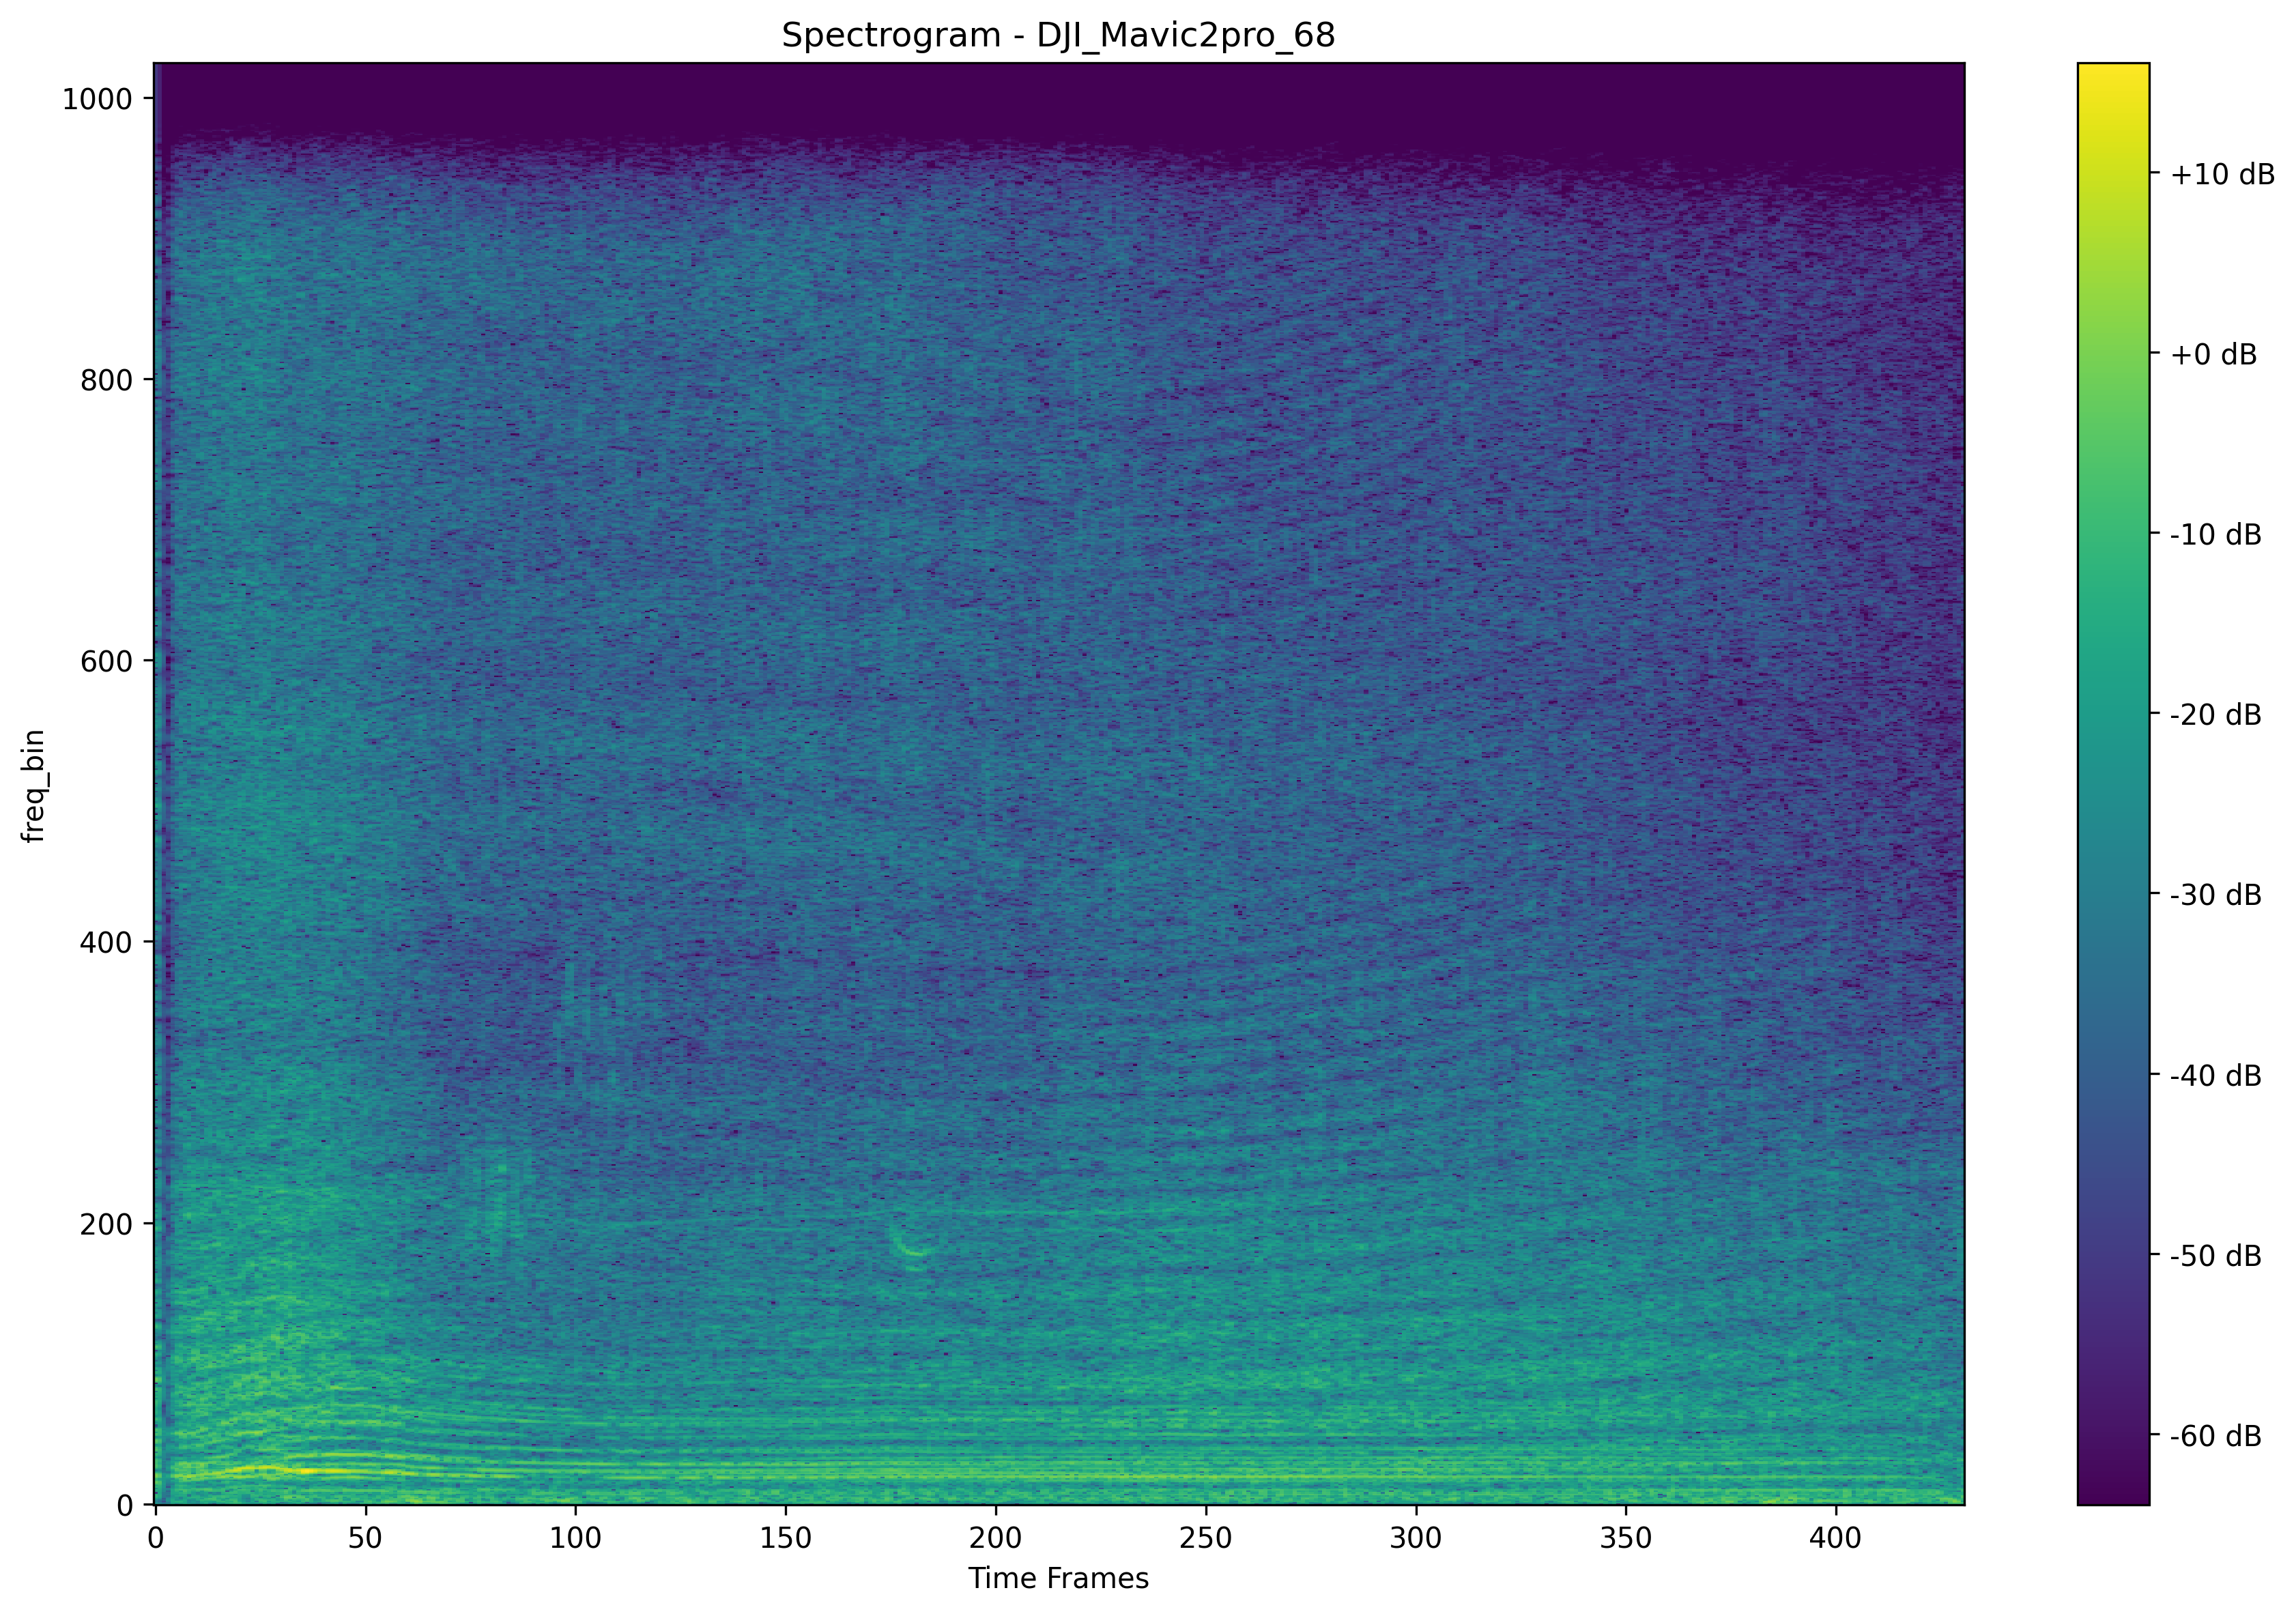 Spectrogram - DJI_Mavic2pro_68
1000
800
600
400
200
0
freq_bin
0 50 100 150 200 250 300 350 400
Time Frames
+10 dB
+0 dB
-10 dB
-20 dB
-30 dB
-40 dB
-50 dB
-60 dB